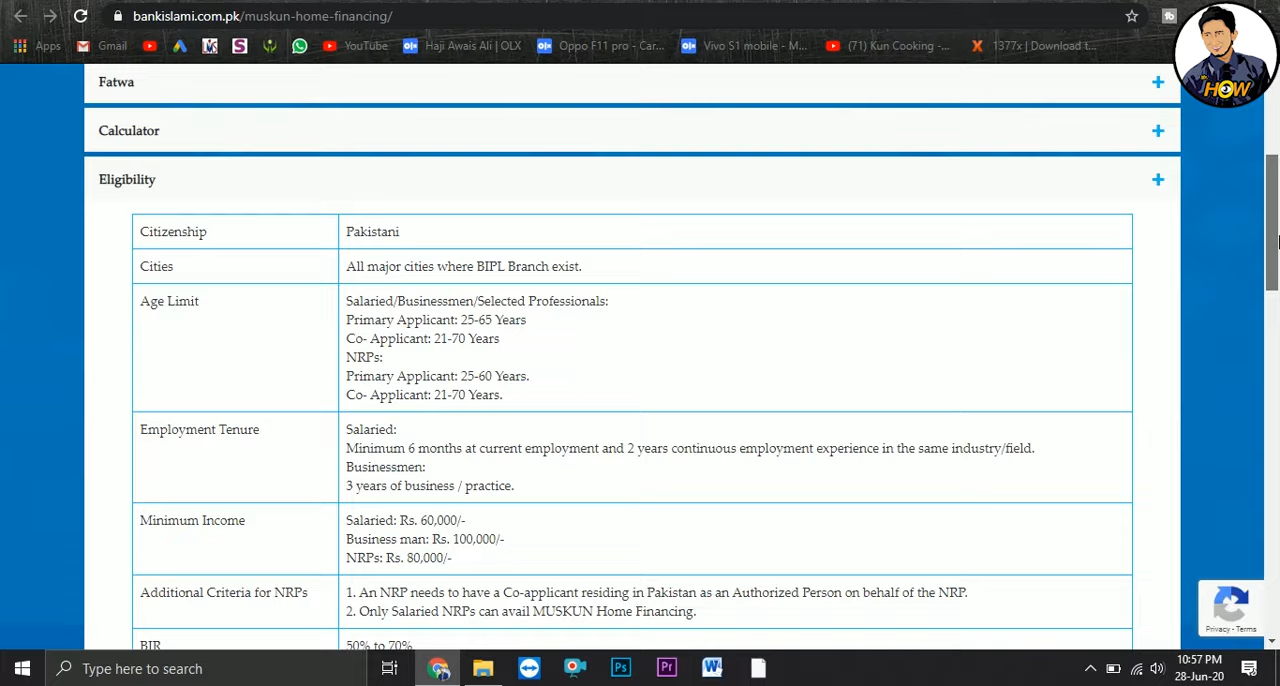 bankislami.com.pk/muskun-home-financing/
Apps Gmail YouTube Haji Awais Ali | OLX Oppo F11 pro - Car... Vivo S1 mobile - M... (71) Kun Cooking -... 1377x | Download t...
HOW
Fatwa +
Calculator +
Eligibility +
Citizenship Pakistani
Cities All major cities where BIPL Branch exist.
Age Limit Salaried/Businessmen/Selected Professionals:
Primary Applicant: 25-65 Years
Co- Applicant: 21-70 Years
NRPs:
Primary Applicant: 25-60 Years.
Co- Applicant: 21-70 Years.
Employment Tenure Salaried:
Minimum 6 months at current employment and 2 years continuous employment experience in the same industry/field.
Businessmen:
3 years of business / practice.
Minimum Income Salaried: Rs. 60,000/-
Business man: Rs. 100,000/-
NRPs: Rs. 80,000/-
Additional Criteria for NRPs 1. An NRP needs to have a Co-applicant residing in Pakistan as an Authorized Person on behalf of the NRP.
2. Only Salaried NRPs can avail MUSKUN Home Financing.
BIR 50% to 70%
Privacy - Terms
Type here to search
Ps Pr W
10:57 PM
28-Jun-20